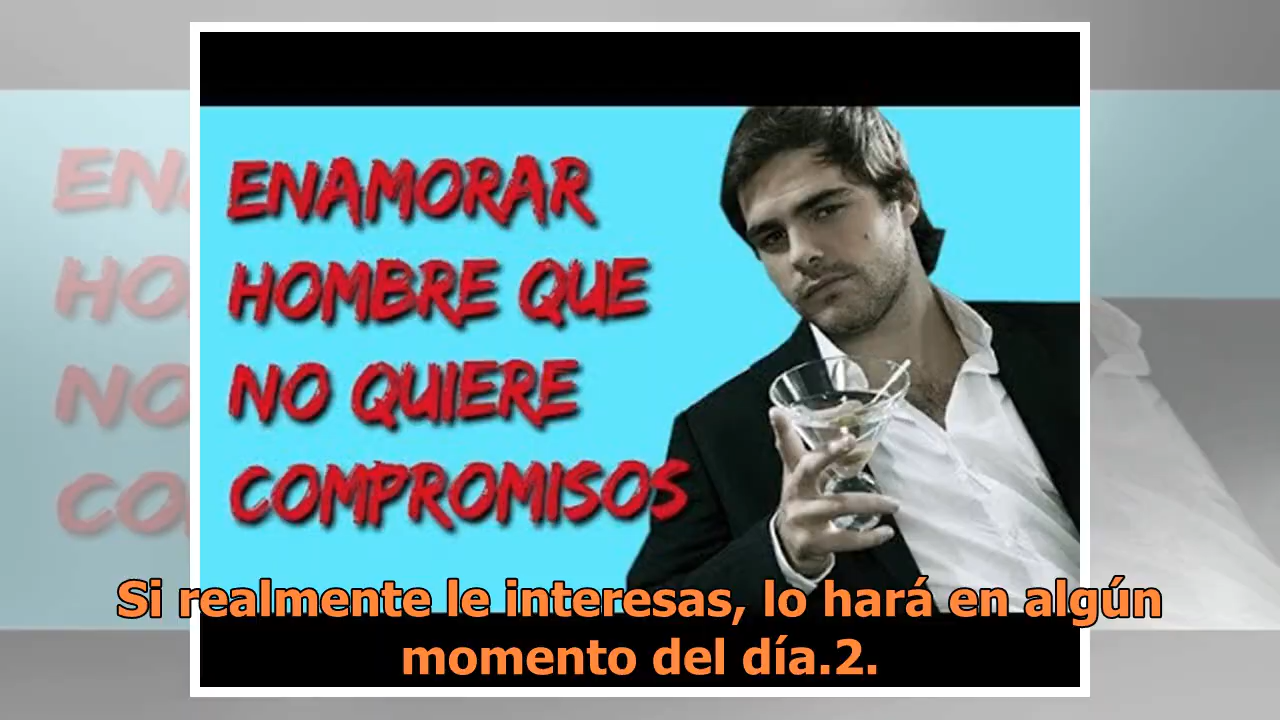 ENAMORAR
HOMBRE QUE
NO QUIERE
COMPROMISOS
Si realmente le interesas, lo hará en algún
momento del día.2.